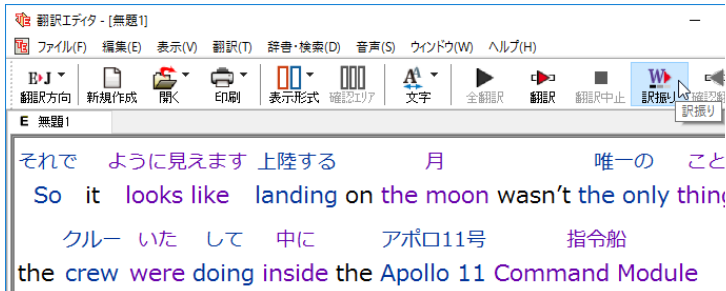 翻訳エディタ - [無題1]
ファイル(F) 編集(E) 表示(V) 翻訳(T) 辞書・検索(D) 音声(S) ウィンドウ(W) ヘルプ(H)
E▶J
翻訳方向 新規作成 開く 印刷 表示形式 確認エリア 文字 全翻訳 翻訳 翻訳中止 訳振り
訳振り
E 無題1
それで ように見えます 上陸する 月 唯一の こと
So it looks like landing on the moon wasn't the only thing
クルー いた して 中に アポロ11号 指令船
the crew were doing inside the Apollo 11 Command Module